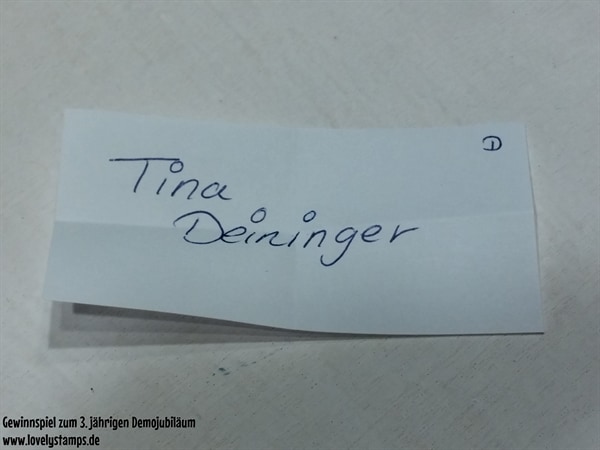 D
Tina
Deininger
Gewinnspiel zum 3. jährigen Demojubiläum
www.lovelystamps.de